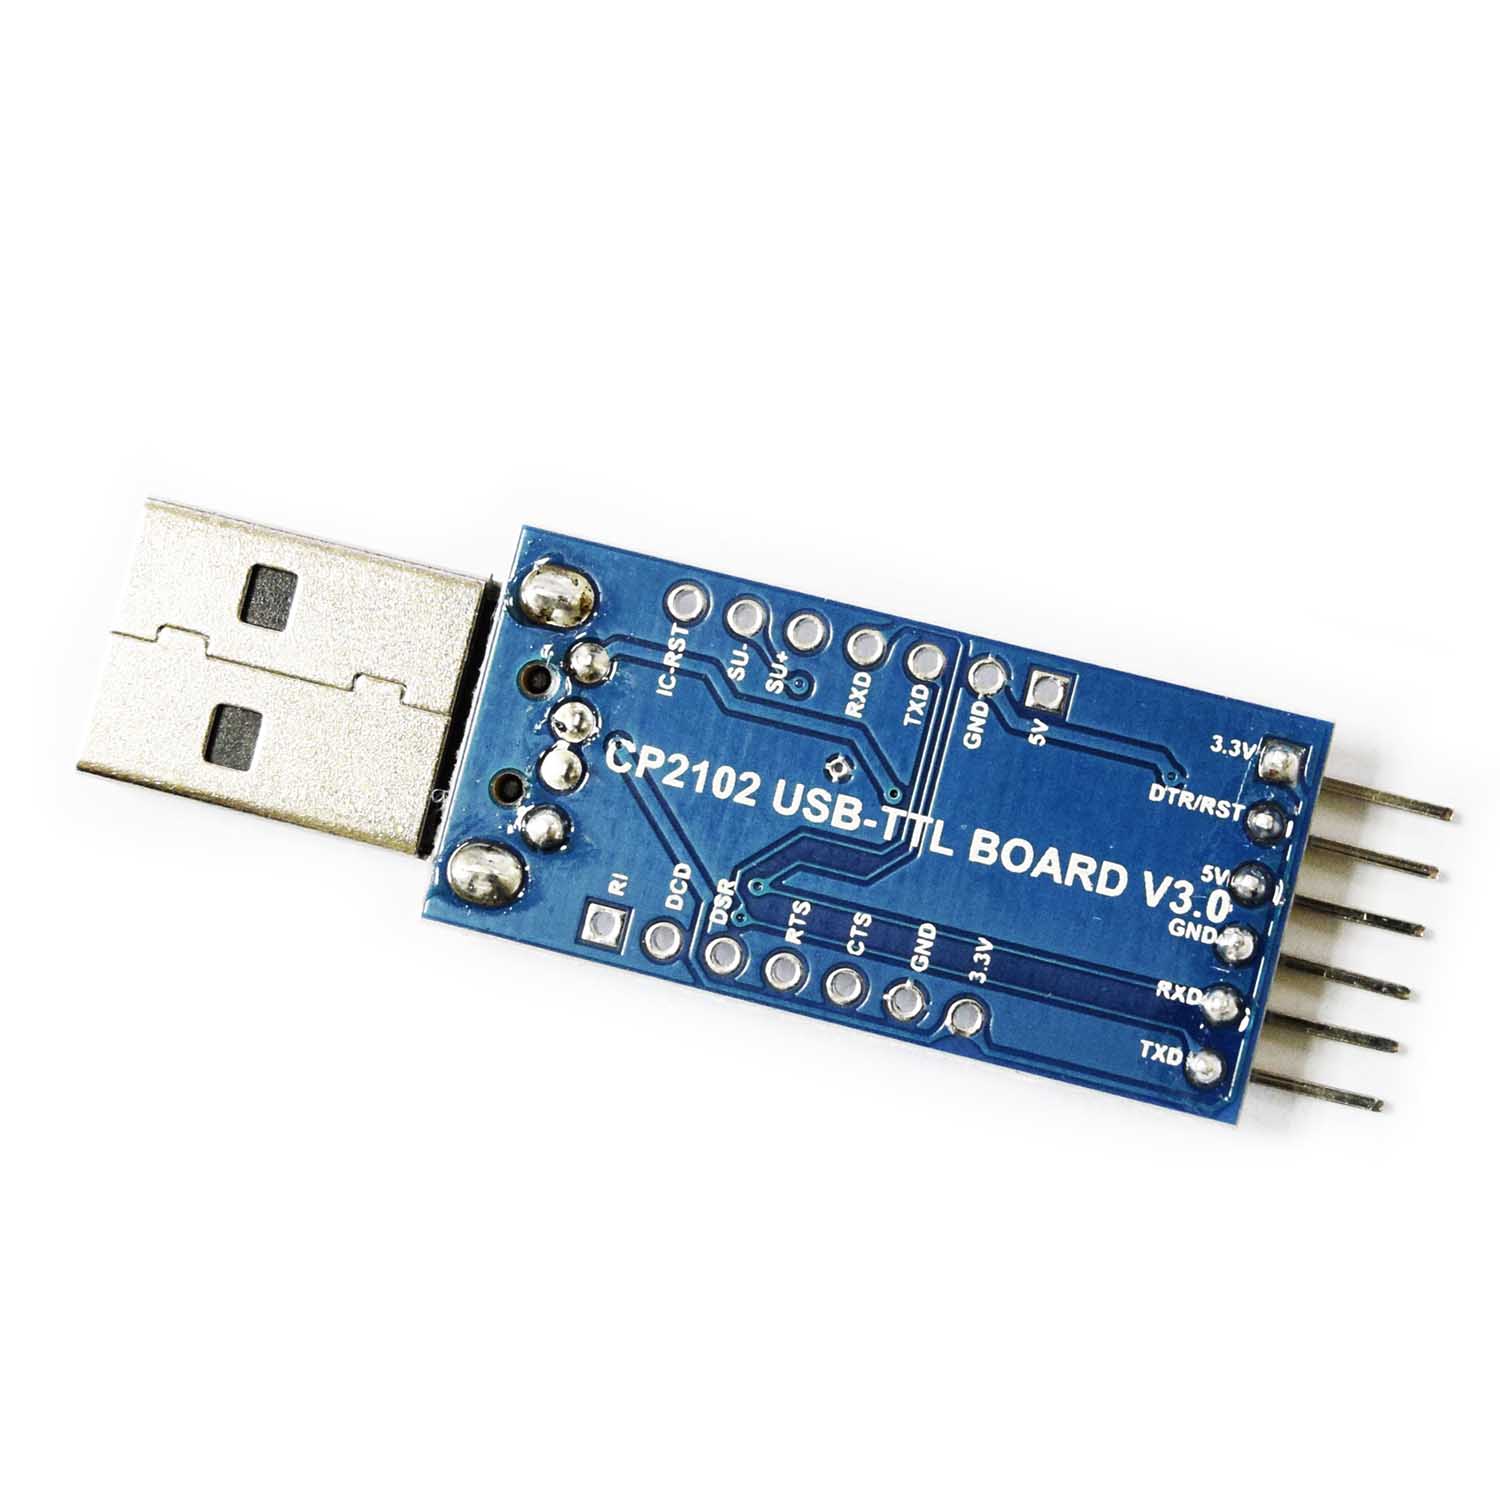 IC-RST
SU-
SU+
RXD
TXD
GND
5V
CP2102 USB-TTL BOARD V3.0
RI
DCD
DSR
RTS
CTS
GND
3.3V
3.3V
DTR/RST
5V
GND
RXD
TXD